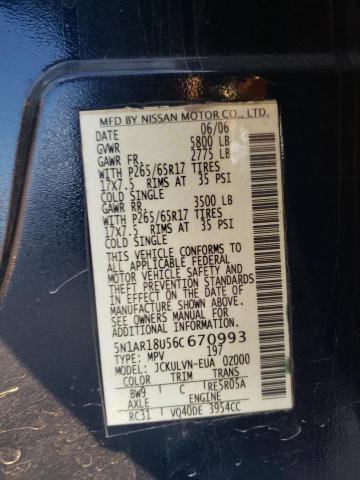 MFD BY NISSAN MOTOR CO., LTD.
DATE 06/06
GVWR 5800 LB
GAWR FR. 2775 LB
WITH P265/65R17 TIRES
17X7.5 RIMS AT 35 PSI
COLD SINGLE
GAWR RR. 3500 LB
WITH P265/65R17 TIRES
17X7.5 RIMS AT 35 PSI
COLD SINGLE
THIS VEHICLE CONFORMS TO
ALL APPLICABLE FEDERAL
MOTOR VEHICLE SAFETY AND
THEFT PREVENTION
STANDARDS IN EFFECT ON
THE DATE OF MANUFACTURE
SHOWN ABOVE.
SEE OWNERS MANUAL FOR
ADDITIONAL INFORMATION.
5N1AR18U56C670993
TYPE: MPV 197
MODEL JCKULVN-EUA 0Z000
COLOR TRIM TRANS
BW9 C RE5R05A
AXLE ENGINE
RC31 VQ40DE 3954CC